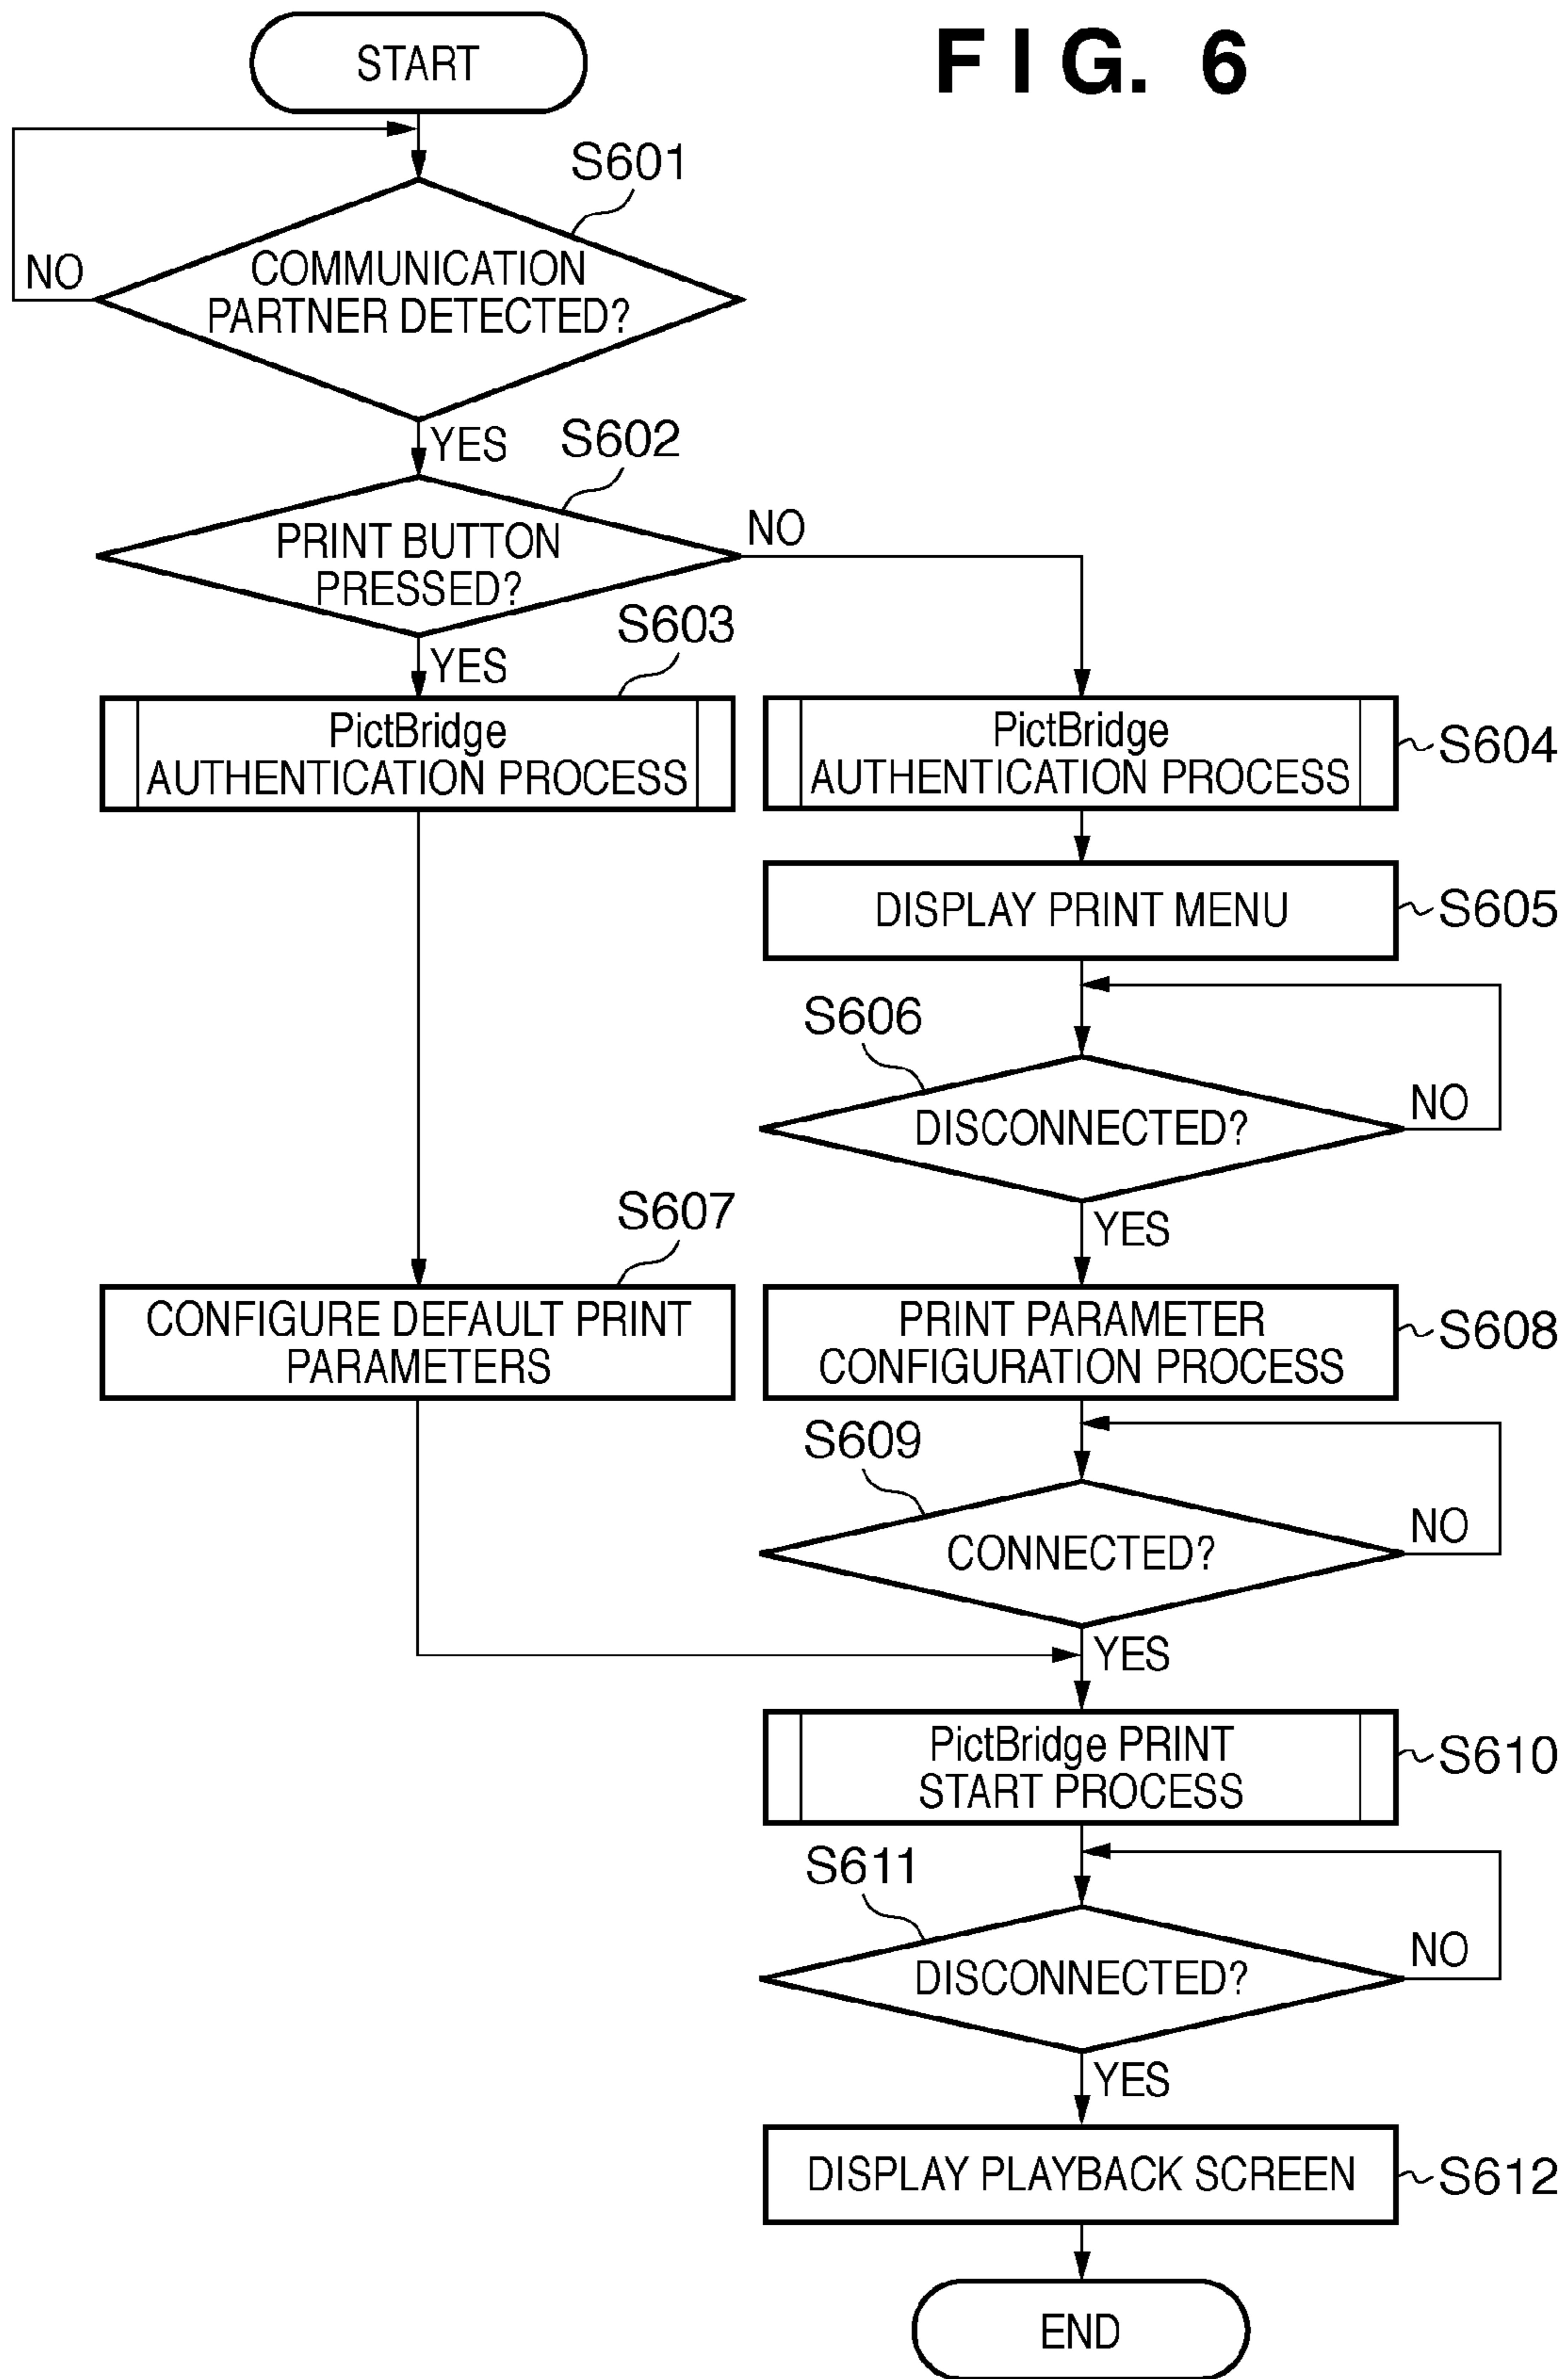 FIG. 6
START
S601
NO
COMMUNICATION
PARTNER DETECTED?
YES
S602
PRINT BUTTON
PRESSED?
NO
S603
YES
PictBridge
AUTHENTICATION PROCESS
PictBridge
AUTHENTICATION PROCESS
S604
DISPLAY PRINT MENU
S605
S606
DISCONNECTED?
NO
YES
S607
CONFIGURE DEFAULT PRINT
PARAMETERS
PRINT PARAMETER
CONFIGURATION PROCESS
S608
S609
CONNECTED?
NO
YES
PictBridge PRINT
START PROCESS
S610
S611
DISCONNECTED?
NO
YES
DISPLAY PLAYBACK SCREEN
S612
END